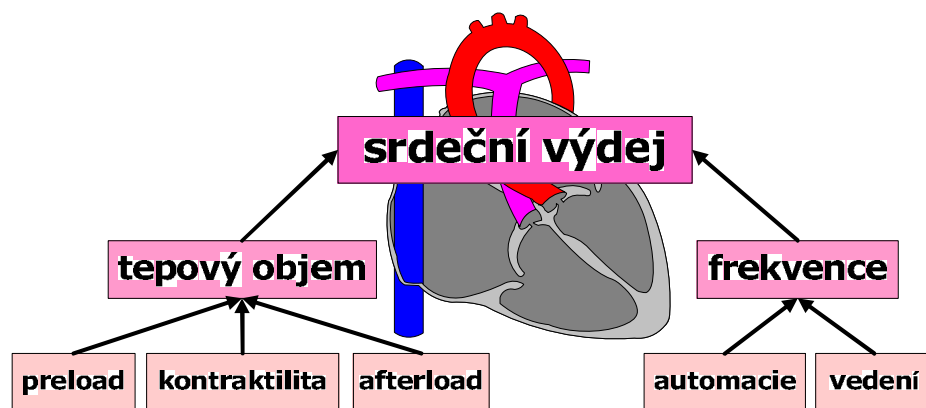 srdeční výdej
tepový objem
frekvence
preload
kontraktilita
afterload
automacie
vedení